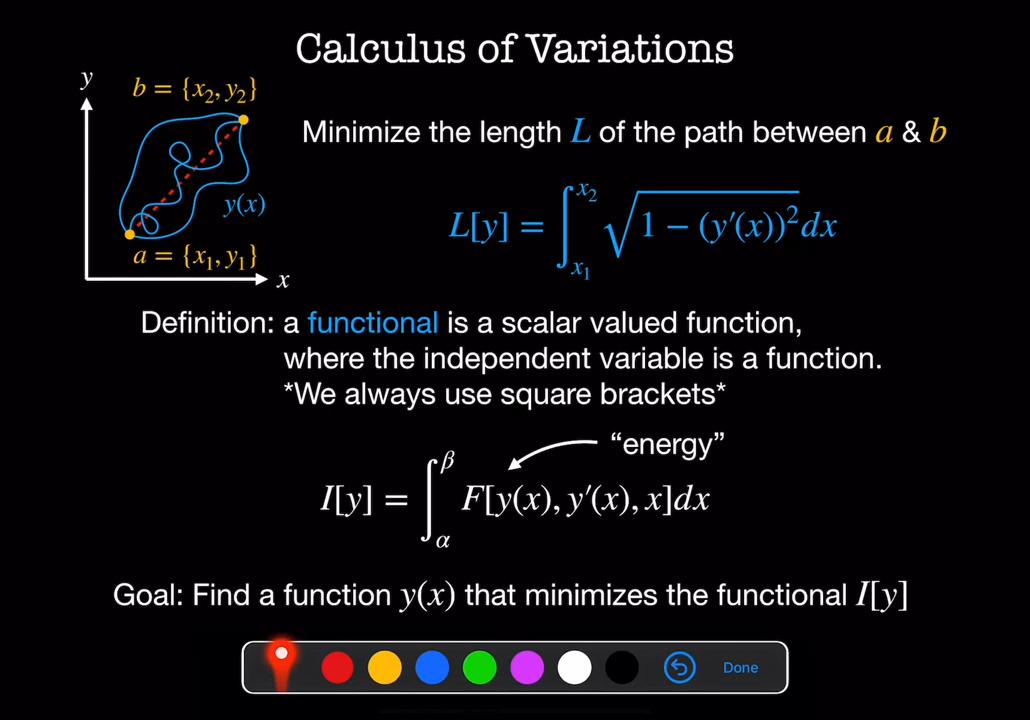 Calculus of Variations
y
b = {x₂, y₂}
Minimize the length L of the path between a & b
y(x)
L[y] = ∫_{x₁}^{x₂} √(1 − (y′(x))²) dx
a = {x₁, y₁}
x
Definition: a functional is a scalar valued function,
where the independent variable is a function.
*We always use square brackets*
“energy”
I[y] = ∫_α^β F[y(x), y′(x), x]dx
Goal: Find a function y(x) that minimizes the functional I[y]
Done